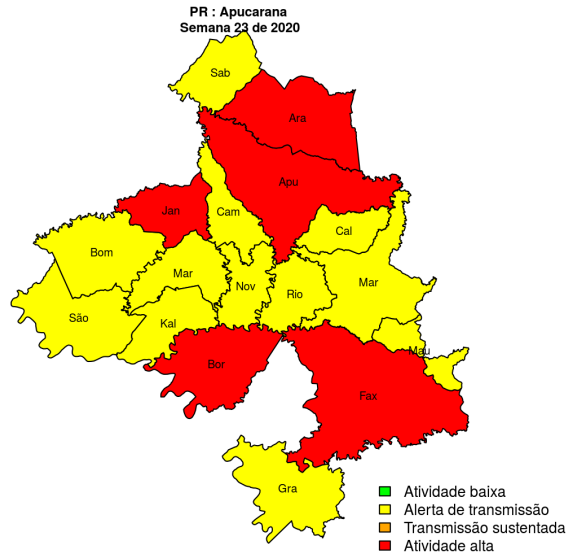 PR : Apucarana
Semana 23 de 2020
Sab
Ara
Apu
Jan
Cam
Cal
Bom
Mar
Nov
Rio
Mar
São
Kal
Mau
Bor
Fax
Gra
Atividade baixa
Alerta de transmissão
Transmissão sustentada
Atividade alta